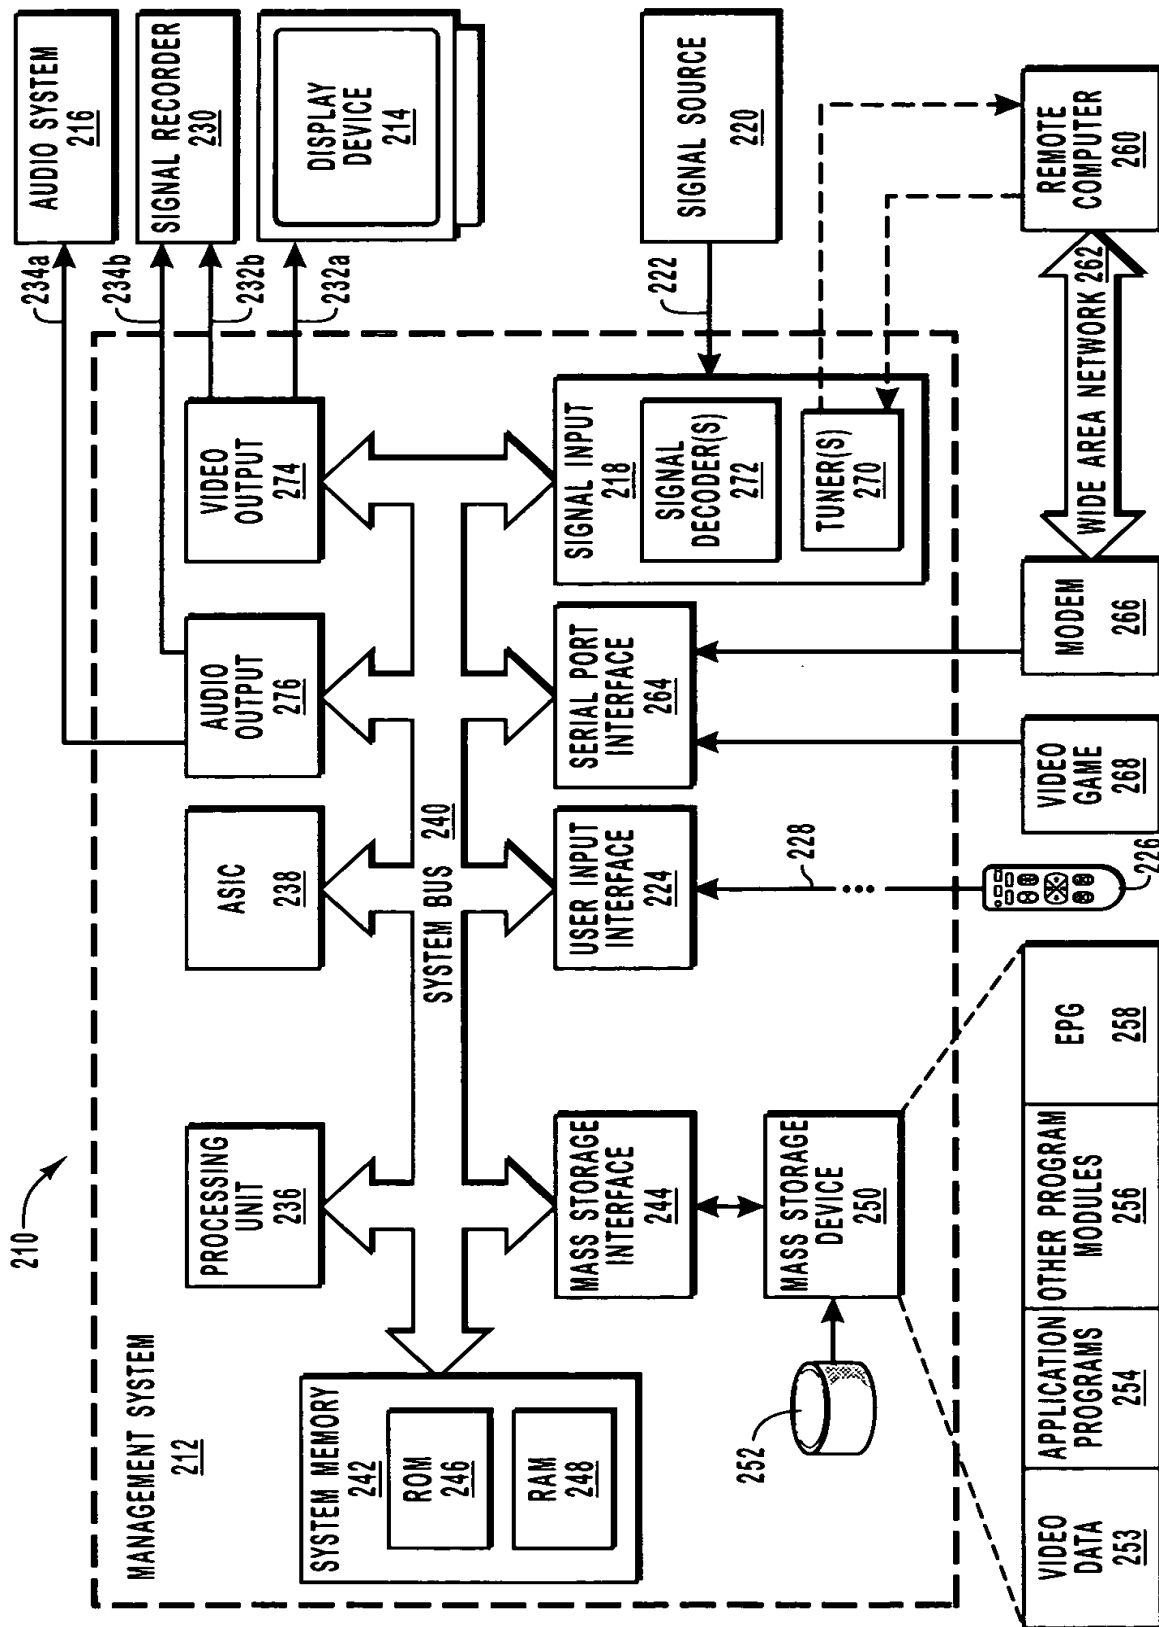 210
MANAGEMENT SYSTEM
212
SYSTEM MEMORY
242
ROM
246
RAM
248
PROCESSING
UNIT
236
ASIC
238
AUDIO
OUTPUT
276
VIDEO
OUTPUT
274
234a
234b
232b
232a
AUDIO SYSTEM
216
SIGNAL RECORDER
230
DISPLAY
DEVICE
214
SYSTEM BUS 240
MASS STORAGE
INTERFACE
244
USER INPUT
INTERFACE
224
SERIAL PORT
INTERFACE
264
SIGNAL INPUT
218
SIGNAL
DECODER(S)
272
TUNER(S)
270
222
SIGNAL SOURCE
220
252
MASS STORAGE
DEVICE
250
228
226
VIDEO
DATA
253
APPLICATION
PROGRAMS
254
OTHER PROGRAM
MODULES
256
EPG
258
VIDEO
GAME
268
MODEM
266
WIDE AREA NETWORK 262
REMOTE
COMPUTER
260